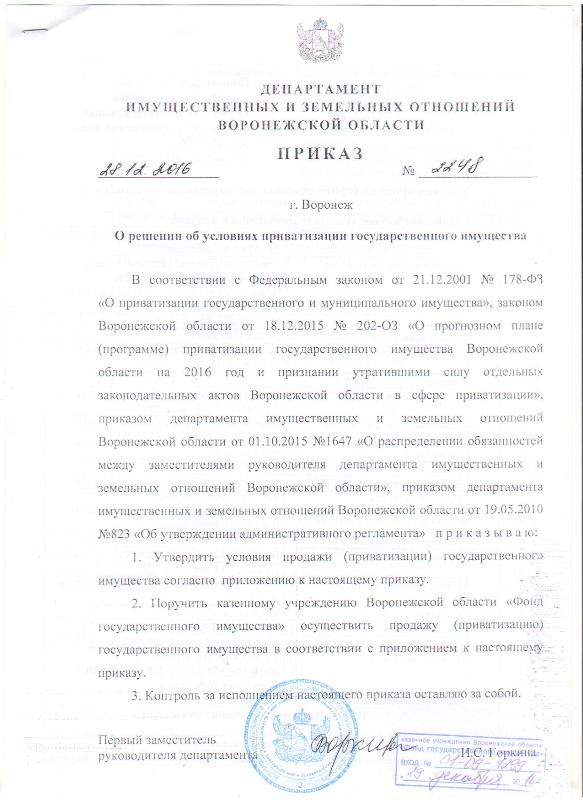 ДЕПАРТАМЕНТ
ИМУЩЕСТВЕННЫХ И ЗЕМЕЛЬНЫХ ОТНОШЕНИЙ
ВОРОНЕЖСКОЙ ОБЛАСТИ
ПРИКАЗ
28.12.2016 № 2248
г. Воронеж
О решении об условиях приватизации государственного имущества
В соответствии с Федеральным законом от 21.12.2001 № 178-ФЗ
«О приватизации государственного и муниципального имущества», законом
Воронежской области от 18.12.2015 № 202-ОЗ «О прогнозном плане
(программе) приватизации государственного имущества Воронежской
области на 2016 год и признании утратившими силу отдельных
законодательных актов Воронежской области в сфере приватизации»,
приказом департамента имущественных и земельных отношений
Воронежской области от 01.10.2015 №1647 «О распределении обязанностей
между заместителями руководителя департамента имущественных и
земельных отношений Воронежской области», приказом департамента
имущественных и земельных отношений Воронежской области от 19.05.2010
№823 «Об утверждении административного регламента» п р и к а з ы в а ю:
1. Утвердить условия продажи (приватизации) государственного
имущества согласно приложению к настоящему приказу.
2. Поручить казенному учреждению Воронежской области «Фонд
государственного имущества» осуществить продажу (приватизацию)
государственного имущества в соответствии с приложением к настоящему
приказу.
3. Контроль за исполнением настоящего приказа оставляю за собой.
Первый заместитель
руководителя департамента И.С. Горкина
казенное учреждение Воронежской области
Фонд государственного
ВХОД. № 01-09-1099
29 декабря 2016